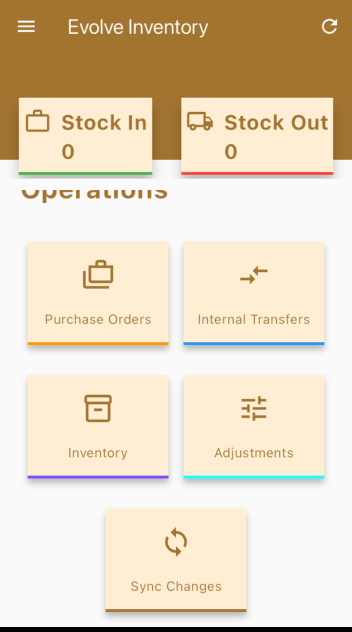 Evolve Inventory
Stock In
0
Stock Out
0
Operations
Purchase Orders
Internal Transfers
Inventory
Adjustments
Sync Changes